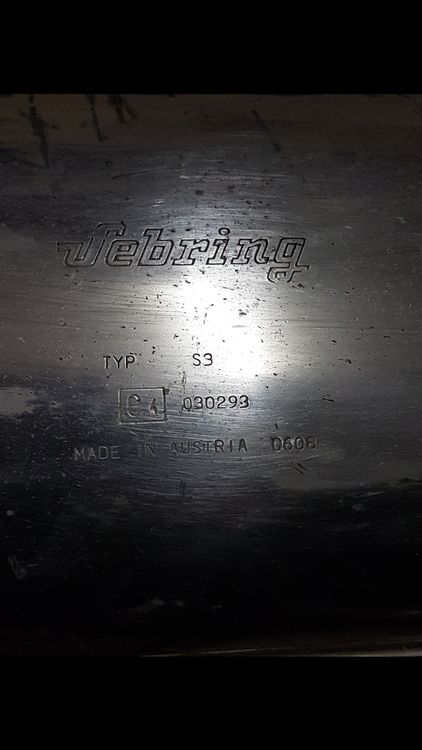 Sebring
TYP S3
e4 030293
MADE IN AUSTRIA 0608